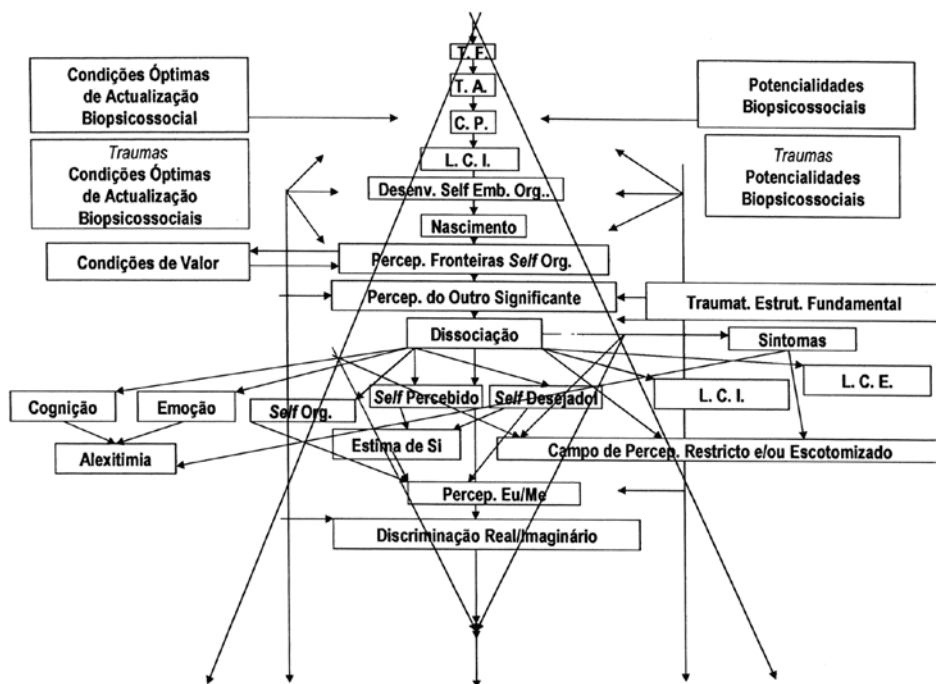 T. F.
Condições Óptimas
de Actualização
Biopsicossocial
T. A.
Potencialidades
Biopsicossociais
C. P.
Traumas
Condições Óptimas
de Actualização
Biopsicossociais
L. C. I.
Traumas
Potencialidades
Biopsicossociais
Desenv. Self Emb. Org..
Nascimento
Condições de Valor
Percep. Fronteiras Self Org.
Percep. do Outro Significante
Traumat. Estrut. Fundamental
Dissociação
Sintomas
Cognição
Emoção
Self Org.
Self Percebido
Self Desejado
L. C. I.
L. C. E.
Alexitimia
Estima de Si
Campo de Percep. Restricto e/ou Escotomizado
Percep. Eu/Me
Discriminação Real/Imaginário